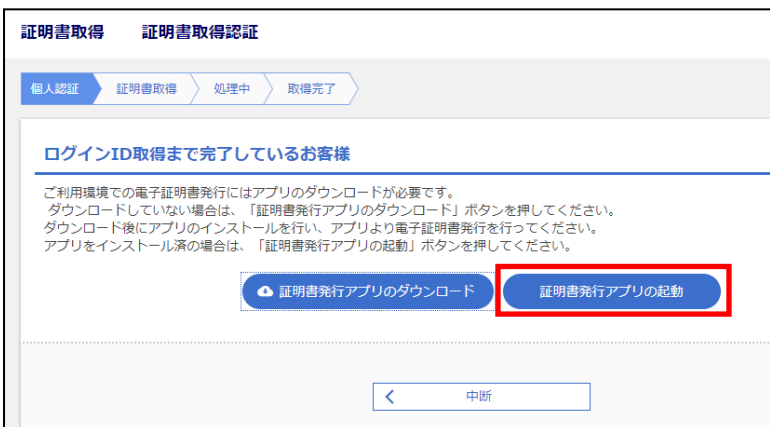 証明書取得 証明書取得認証
個人認証 証明書取得 処理中 取得完了
ログインID取得まで完了しているお客様
ご利用環境での電子証明書発行にはアプリのダウンロードが必要です。
ダウンロードしていない場合は、「証明書発行アプリのダウンロード」ボタンを押してください。
ダウンロード後にアプリのインストールを行い、アプリより電子証明書発行を行ってください。
アプリをインストール済の場合は、「証明書発行アプリの起動」ボタンを押してください。
証明書発行アプリのダウンロード 証明書発行アプリの起動
中断